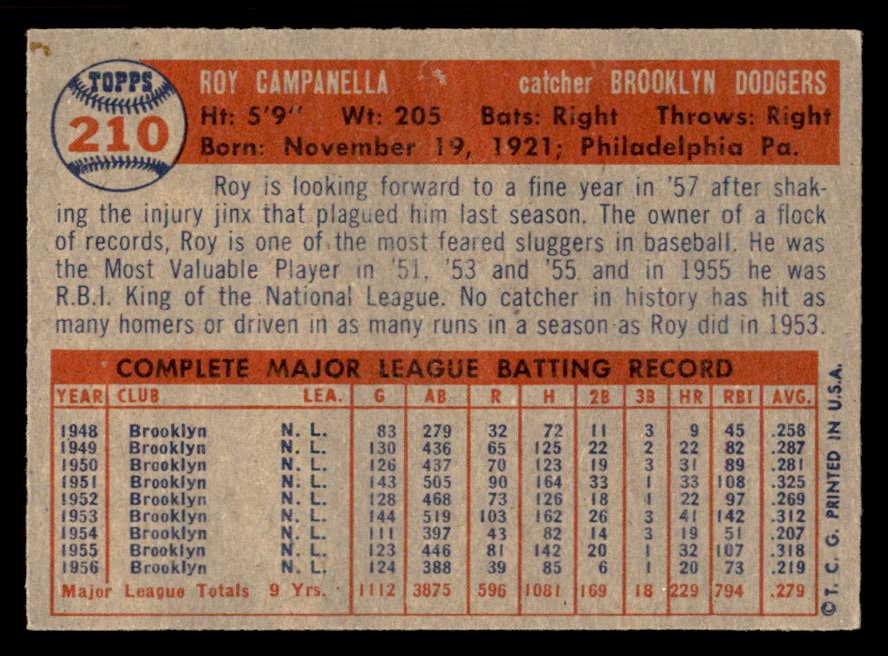 TOPPS
210
ROY CAMPANELLA catcher BROOKLYN DODGERS
Ht: 5'9" Wt: 205 Bats: Right Throws: Right
Born: November 19, 1921; Philadelphia Pa.
Roy is looking forward to a fine year in '57 after shak-
ing the injury jinx that plagued him last season. The owner of a flock
of records, Roy is one of the most feared sluggers in baseball. He was
the Most Valuable Player in '51, '53 and '55 and in 1955 he was
R.B.I. King of the National League. No catcher in history has hit as
many homers or driven in as many runs in a season as Roy did in 1953.
COMPLETE MAJOR LEAGUE BATTING RECORD
YEAR CLUB LEA. G AB R H 2B 3B HR RBI AVG.
1948 Brooklyn N. L. 83 279 32 72 11 3 9 45 .258
1949 Brooklyn N. L. 130 436 65 125 22 2 22 82 .287
1950 Brooklyn N. L. 126 437 70 123 19 3 31 89 .281
1951 Brooklyn N. L. 143 505 90 164 33 1 33 108 .325
1952 Brooklyn N. L. 128 468 73 126 18 1 22 97 .269
1953 Brooklyn N. L. 144 519 103 162 26 3 41 142 .312
1954 Brooklyn N. L. 111 397 43 82 14 3 19 51 .207
1955 Brooklyn N. L. 123 446 81 142 20 1 32 107 .318
1956 Brooklyn N. L. 124 388 39 85 6 1 20 73 .219
Major League Totals 9 Yrs. 1112 3875 596 1081 169 18 229 794 .279
© T. C. G. PRINTED IN U.S.A.